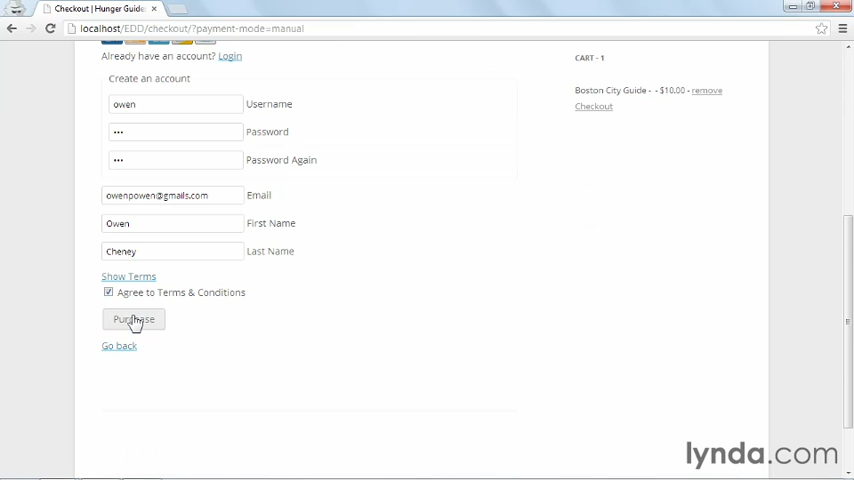 Checkout | Hunger Guide
localhost/EDD/checkout/?payment-mode=manual
Already have an account? Login
CART - 1
Create an account
Boston City Guide - - $10.00 - remove
owen Username
Checkout
••• Password
••• Password Again
owenpowen@gmails.com Email
Owen First Name
Cheney Last Name
Show Terms
Agree to Terms & Conditions
Purchase
Go back
lynda.com